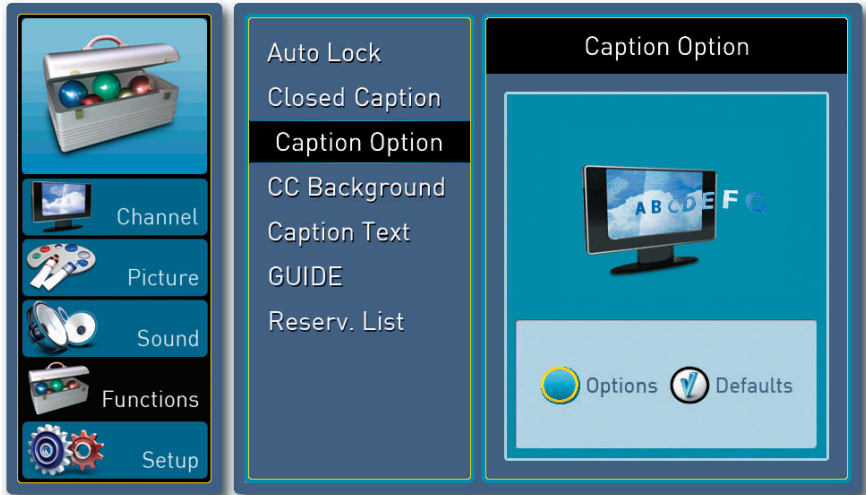 Channel
Picture
Sound
Functions
Setup
Auto Lock
Closed Caption
Caption Option
CC Background
Caption Text
GUIDE
Reserv. List
Caption Option
A B C D E F G
Options
Defaults